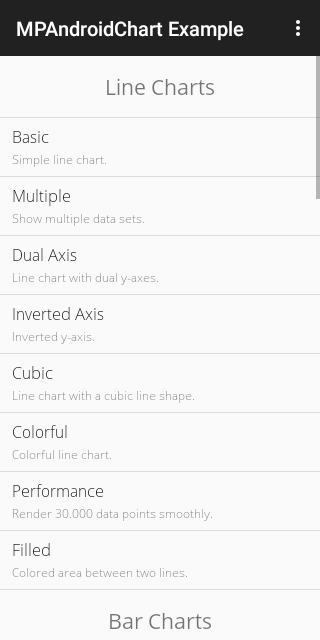 MPAndroidChart Example
Line Charts
Basic
Simple line chart.
Multiple
Show multiple data sets.
Dual Axis
Line chart with dual y-axes.
Inverted Axis
Inverted y-axis.
Cubic
Line chart with a cubic line shape.
Colorful
Colorful line chart.
Performance
Render 30.000 data points smoothly.
Filled
Colored area between two lines.
Bar Charts